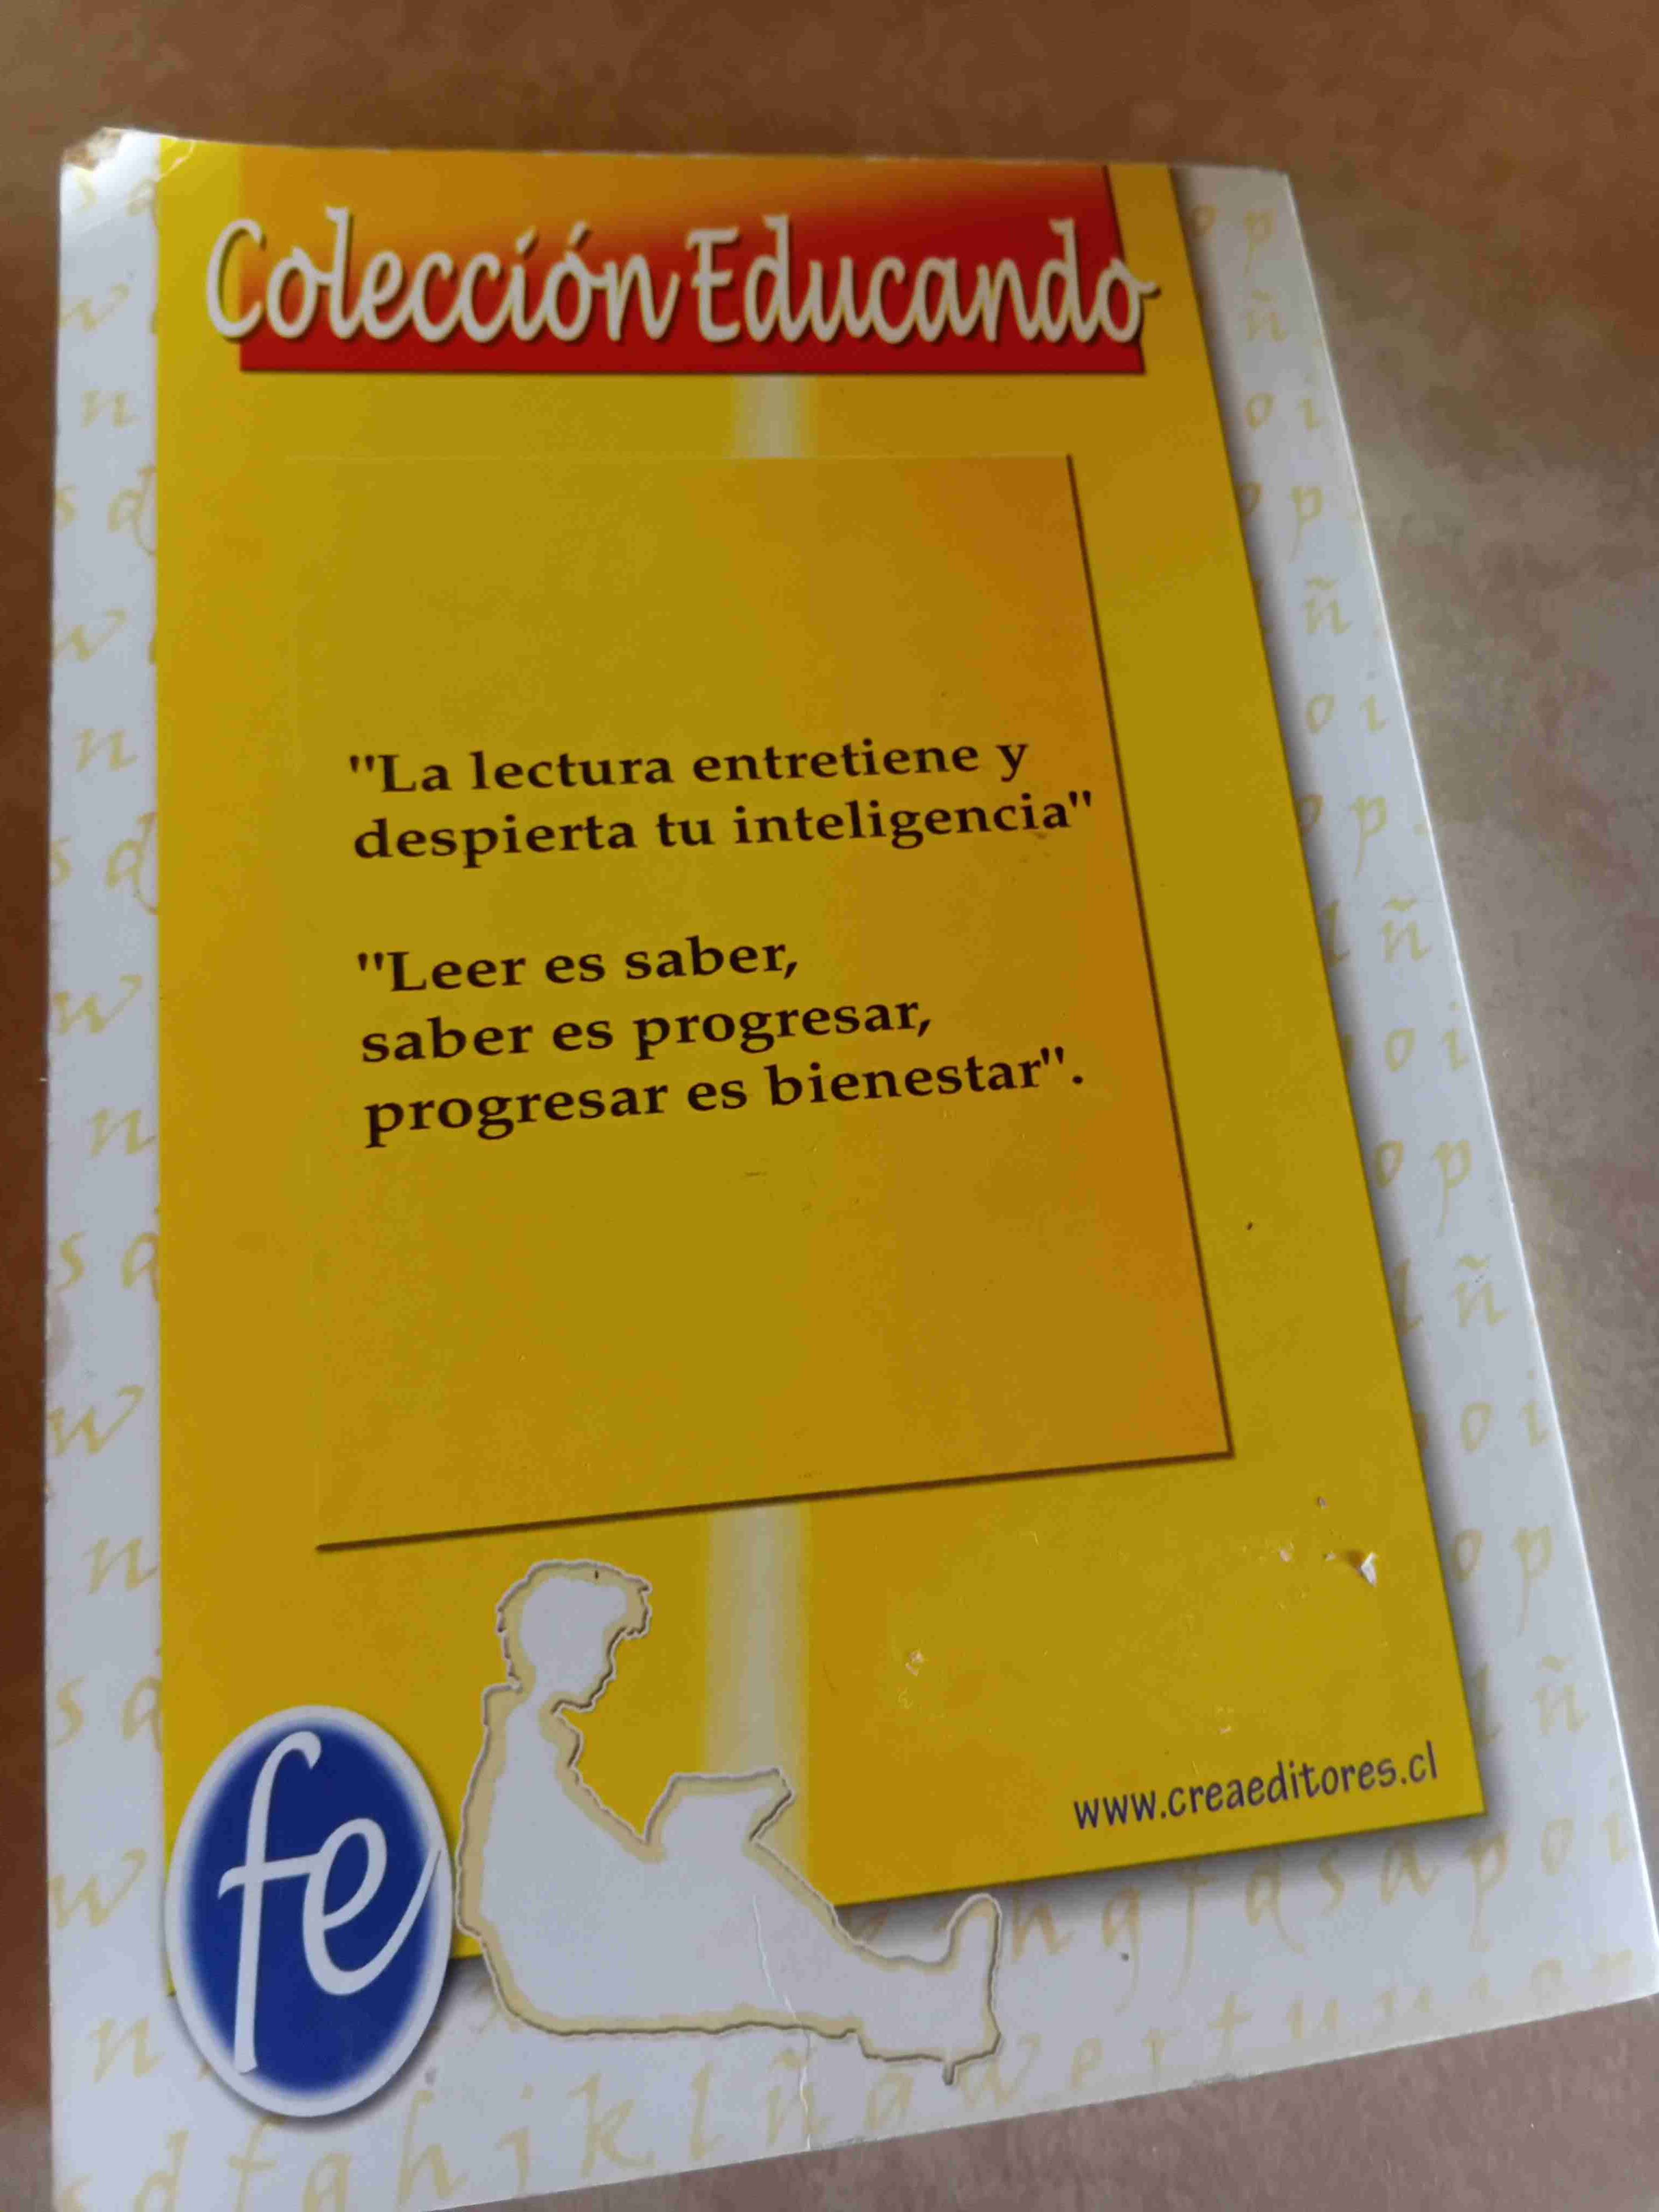 Colección Educando
"La lectura entretiene y
despierta tu inteligencia"
"Leer es saber,
saber es progresar,
progresar es bienestar".
www.creaeditores.cl
fe